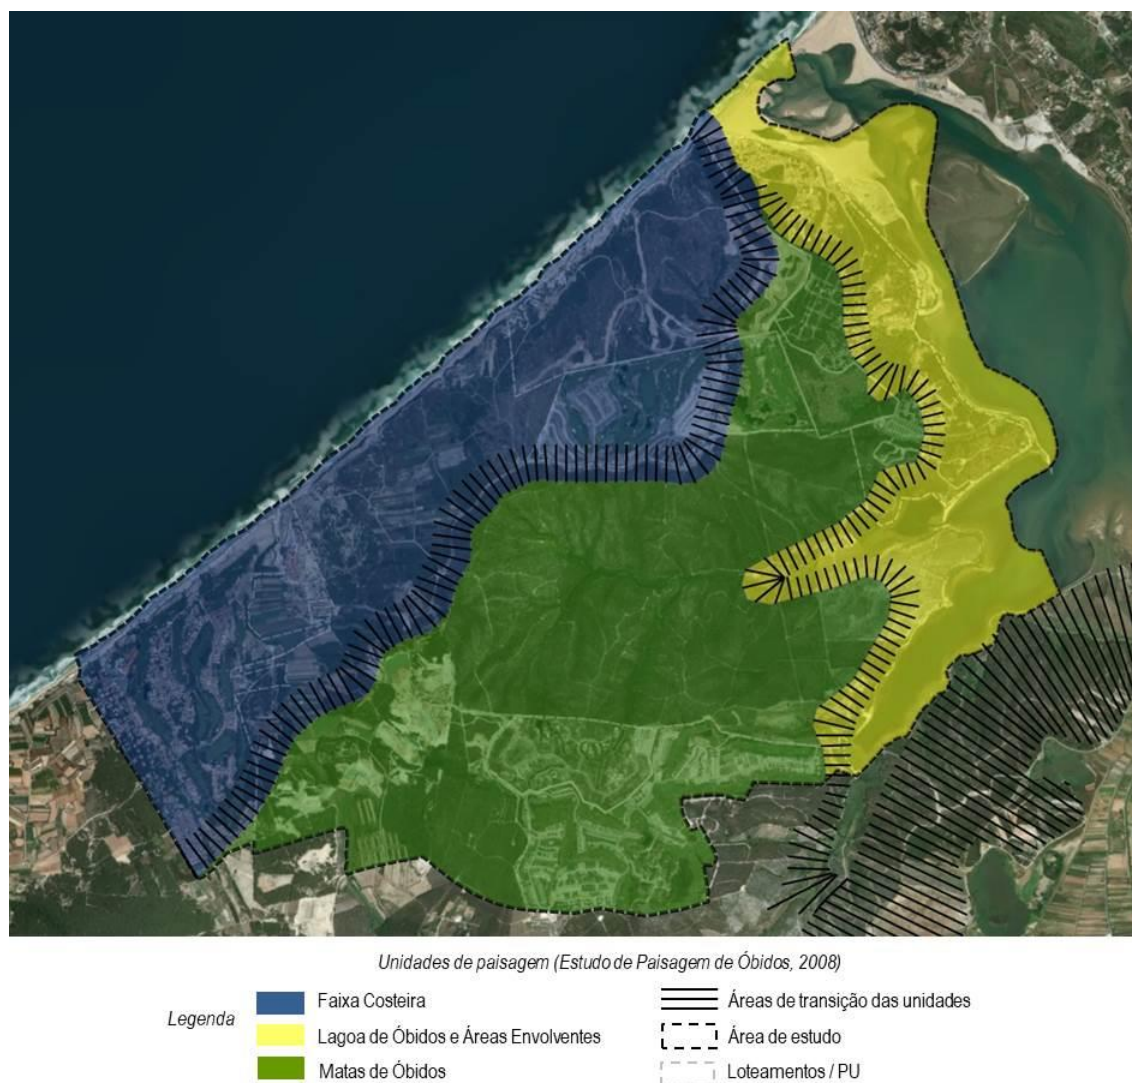 Unidades de paisagem (Estudo de Paisagem de Óbidos, 2008)
Legenda
Faixa Costeira
Lagoa de Óbidos e Áreas Envolventes
Matas de Óbidos
Áreas de transição das unidades
Área de estudo
Loteamentos / PU